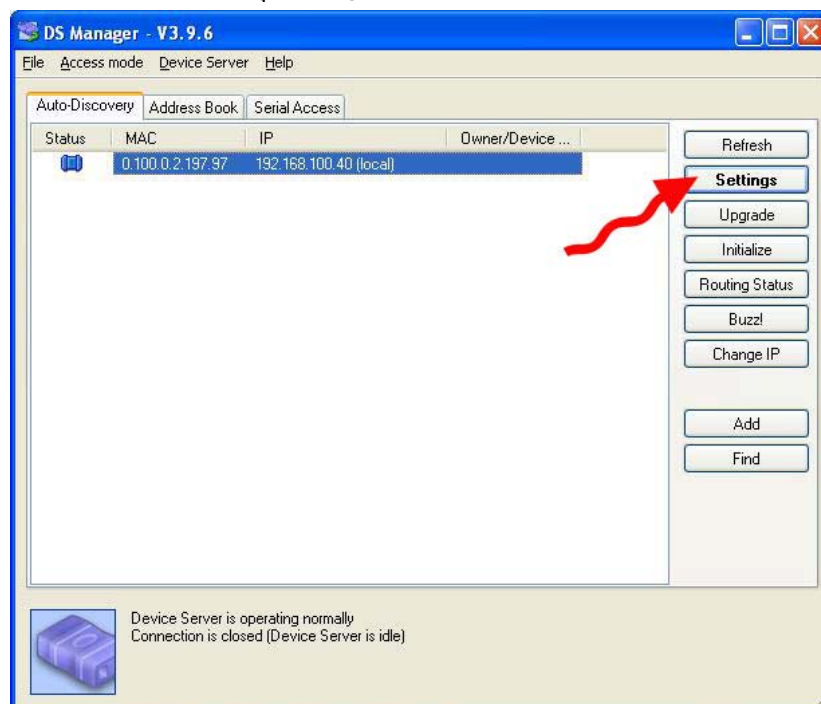 DS Manager - V3.9.6
File Access mode Device Server Help
Auto-Discovery Address Book Serial Access
Status MAC IP Owner/Device ...
0.100.0.2.197.97 192.168.100.40 (local)
Refresh
Settings
Upgrade
Initialize
Routing Status
Buzz!
Change IP
Add
Find
Device Server is operating normally
Connection is closed (Device Server is idle)